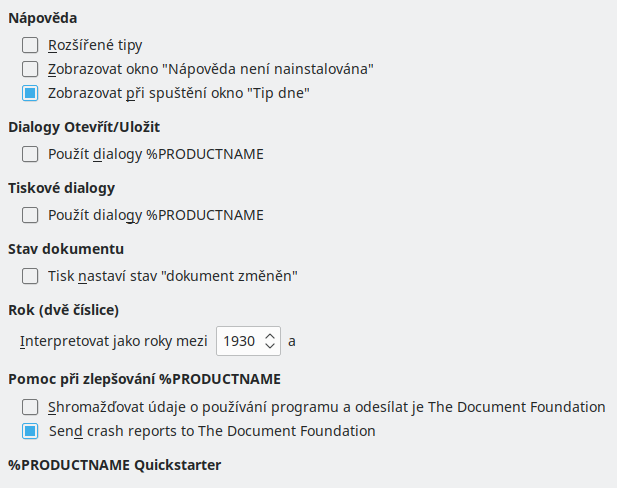 Nápověda
Rozšířené tipy
Zobrazovat okno "Nápověda není nainstalována"
Zobrazovat při spuštění okno "Tip dne"
Dialogy Otevřít/Uložit
Použít dialogy %PRODUCTNAME
Tiskové dialogy
Použít dialogy %PRODUCTNAME
Stav dokumentu
Tisk nastaví stav "dokument změněn"
Rok (dvě číslice)
Interpretovat jako roky mezi 1930 a
Pomoc při zlepšování %PRODUCTNAME
Shromažďovat údaje o používání programu a odesílat je The Document Foundation
Send crash reports to The Document Foundation
%PRODUCTNAME Quickstarter